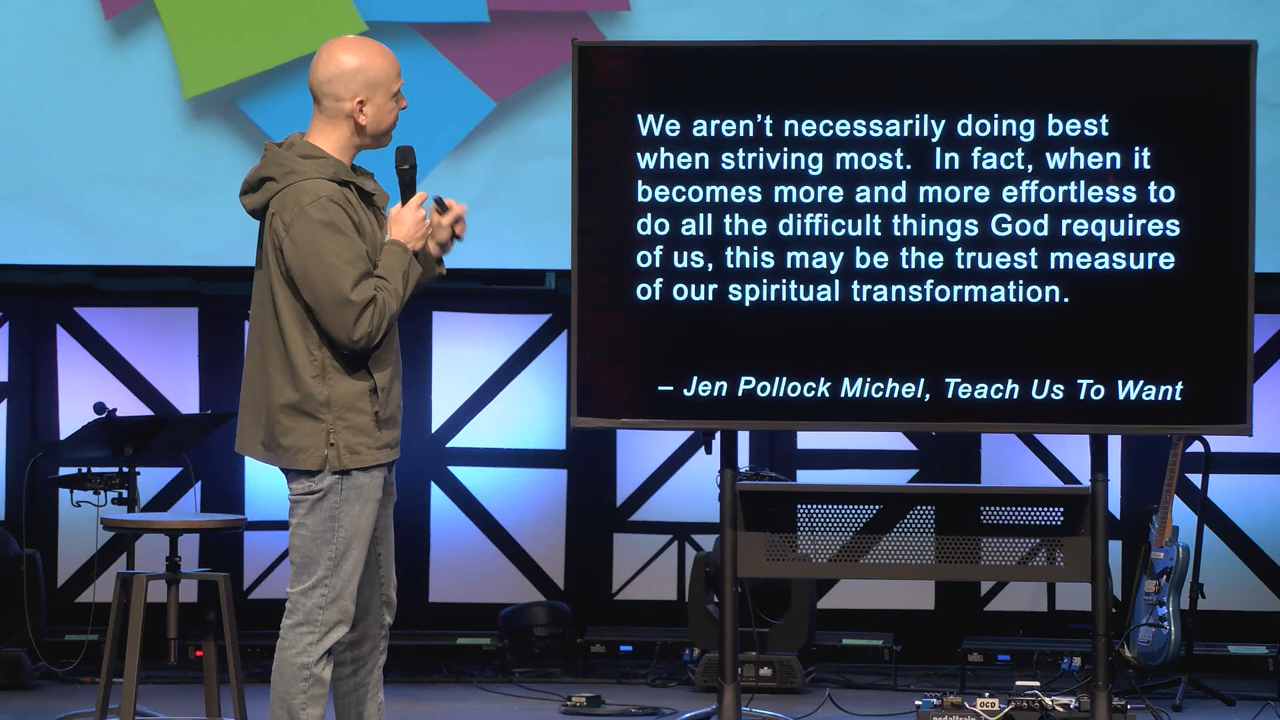 We aren't necessarily doing best
when striving most.  In fact, when it
becomes more and more effortless to
do all the difficult things God requires
of us, this may be the truest measure
of our spiritual transformation.
– Jen Pollock Michel, Teach Us To Want
OCD
pedaltrain